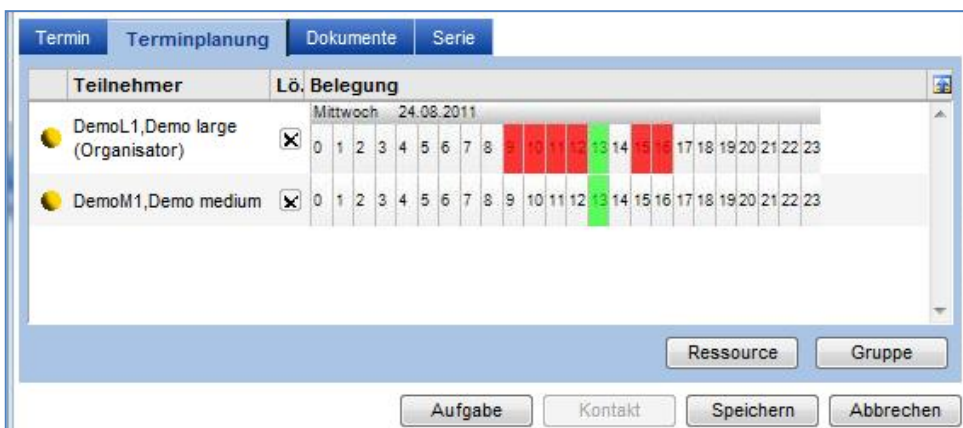 Termin Terminplanung Dokumente Serie
Teilnehmer Lö. Belegung
Mittwoch 24.08.2011
DemoL1,Demo large
(Organisator)
0 1 2 3 4 5 6 7 8 9 10 11 12 13 14 15 16 17 18 19 20 21 22 23
DemoM1,Demo medium 0 1 2 3 4 5 6 7 8 9 10 11 12 13 14 15 16 17 18 19 20 21 22 23
Ressource Gruppe
Aufgabe Kontakt Speichern Abbrechen